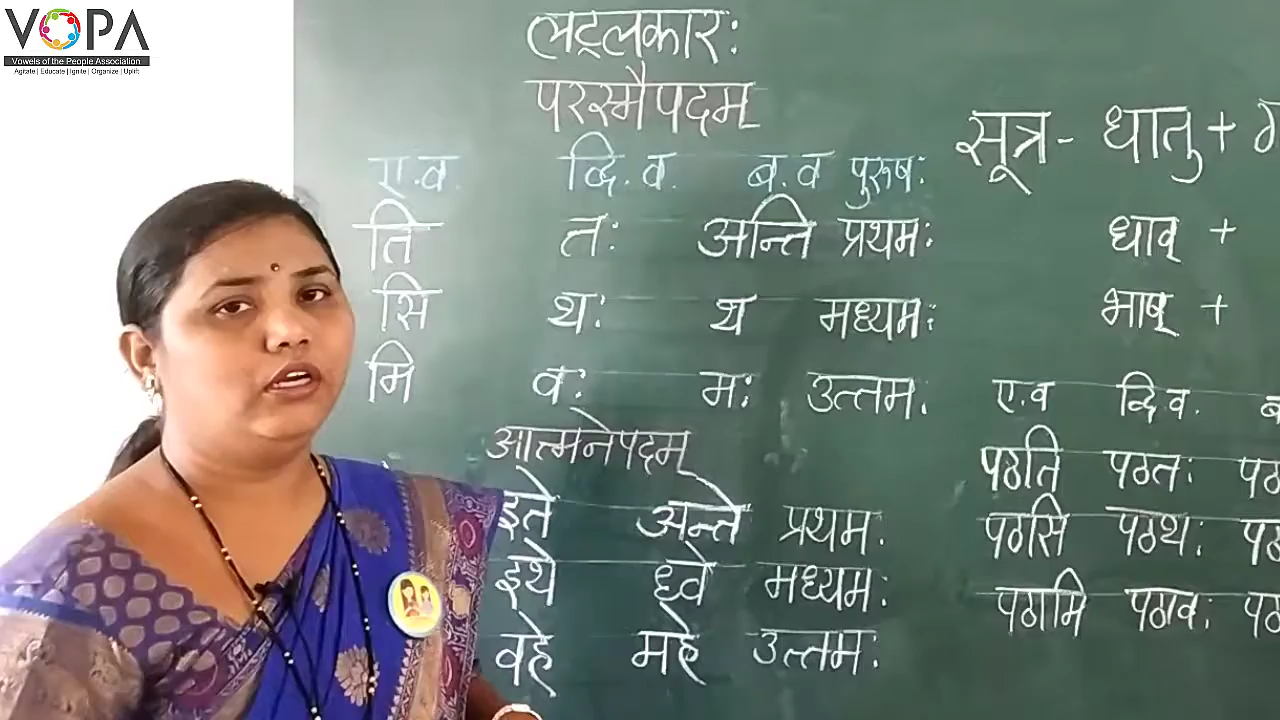 VOPA
Vowels of the People Association
Agitate | Educate | Ignite | Organize | Uplift
लट्लकारः
परस्मैपदम्
ए.व. द्वि.व. ब.व पुरूषः
ति तः अन्ति प्रथमः
सि थः थ मध्यमः
मि वः मः उत्तमः
आत्मनेपदम्
इते अन्ते प्रथमः
इथे ध्वे मध्यमः
वहे महे उत्तमः
सूत्र - धातु +
धाव् +
भाष् +
ए.व द्वि.व.
पठति पठतः
पठसि पठथः
पठामि पठावः